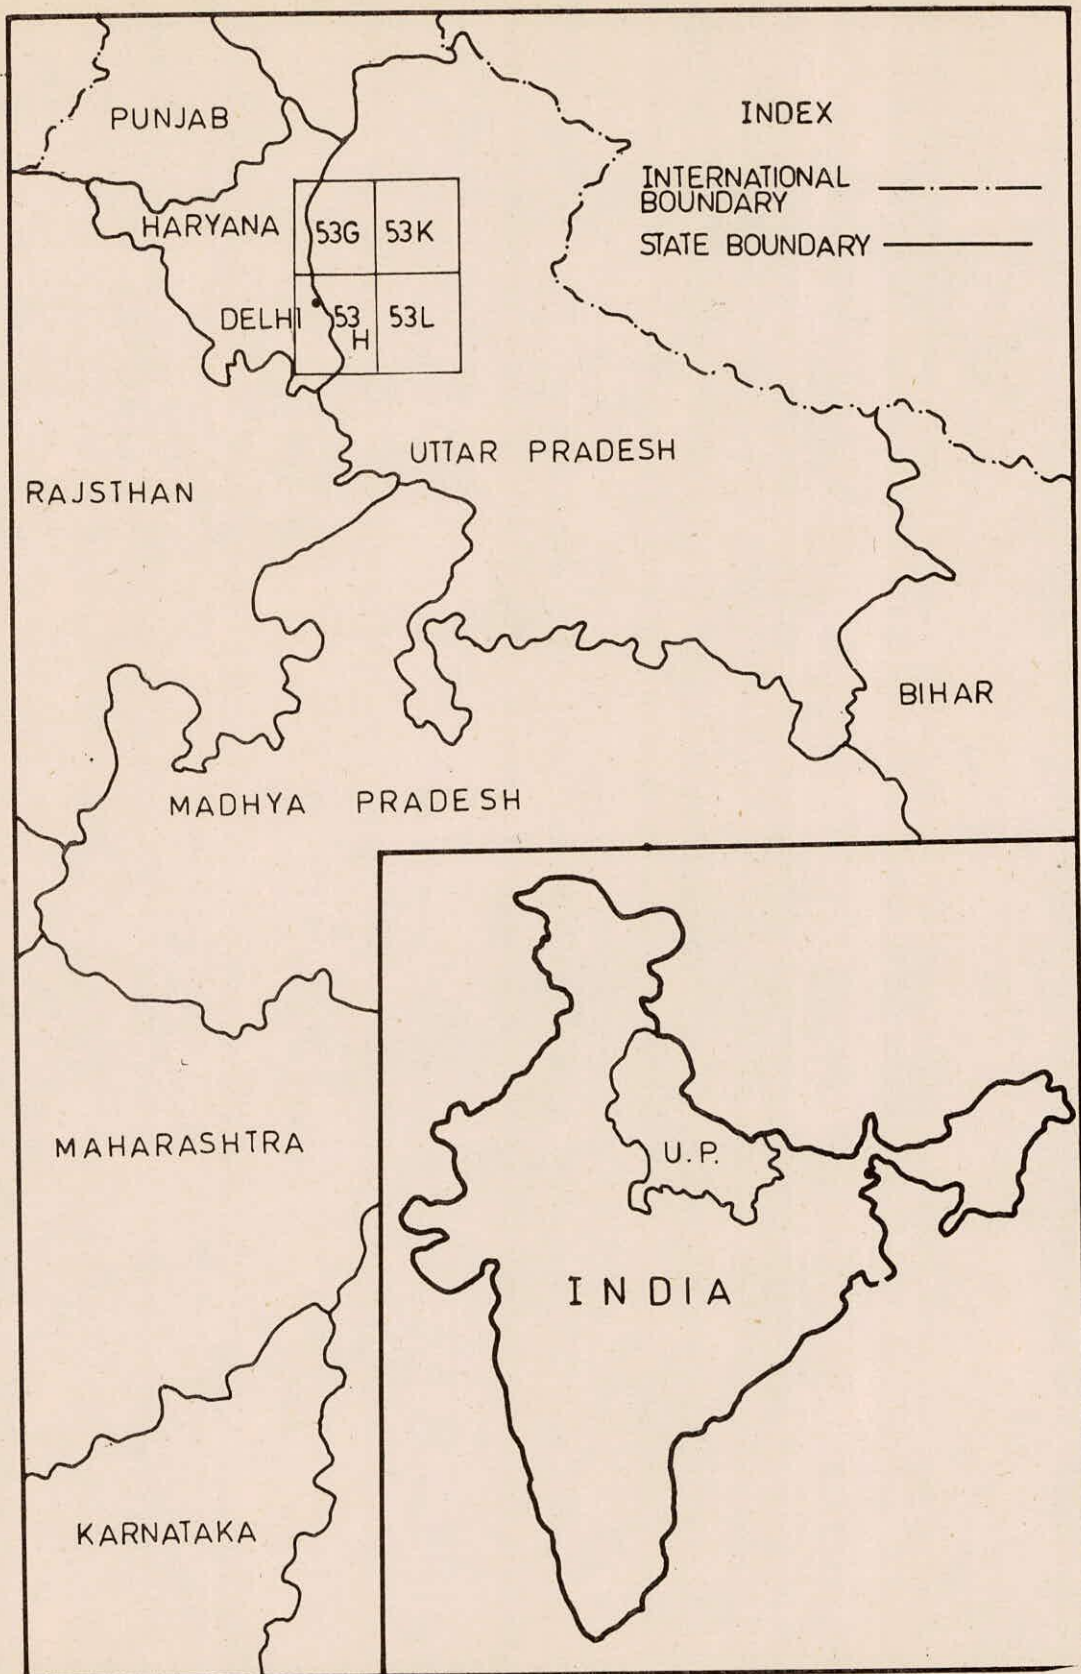 PUNJAB
INDEX
INTERNATIONAL
BOUNDARY
STATE BOUNDARY
HARYANA
53G
53K
DELHI
53
H
53L
UTTAR PRADESH
RAJSTHAN
BIHAR
MADHYA PRADESH
MAHARASHTRA
U.P.
INDIA
KARNATAKA